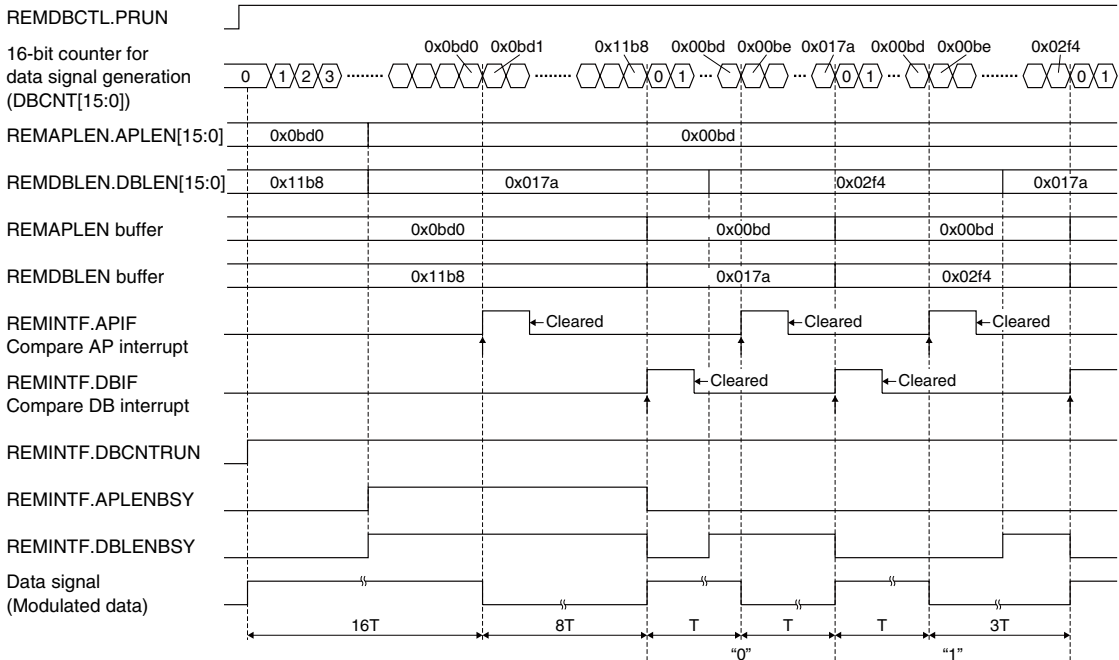 REMDBCTL.PRUN
16-bit counter for
data signal generation
(DBCNT[15:0])
0x0bd0 0x0bd1 0x11b8 0x00bd 0x00be 0x017a 0x00bd 0x00be 0x02f4
0 1 2 3 0 1 0 1 0 1
REMAPLEN.APLEN[15:0] 0x0bd0 0x00bd
REMDBLEN.DBLEN[15:0] 0x11b8 0x017a 0x02f4 0x017a
REMAPLEN buffer 0x0bd0 0x00bd 0x00bd
REMDBLEN buffer 0x11b8 0x017a 0x02f4
REMINTF.APIF Cleared Cleared Cleared
Compare AP interrupt
REMINTF.DBIF Cleared Cleared
Compare DB interrupt
REMINTF.DBCNTRUN
REMINTF.APLENBSY
REMINTF.DBLENBSY
Data signal
(Modulated data)
16T 8T T T T 3T
“0” “1”